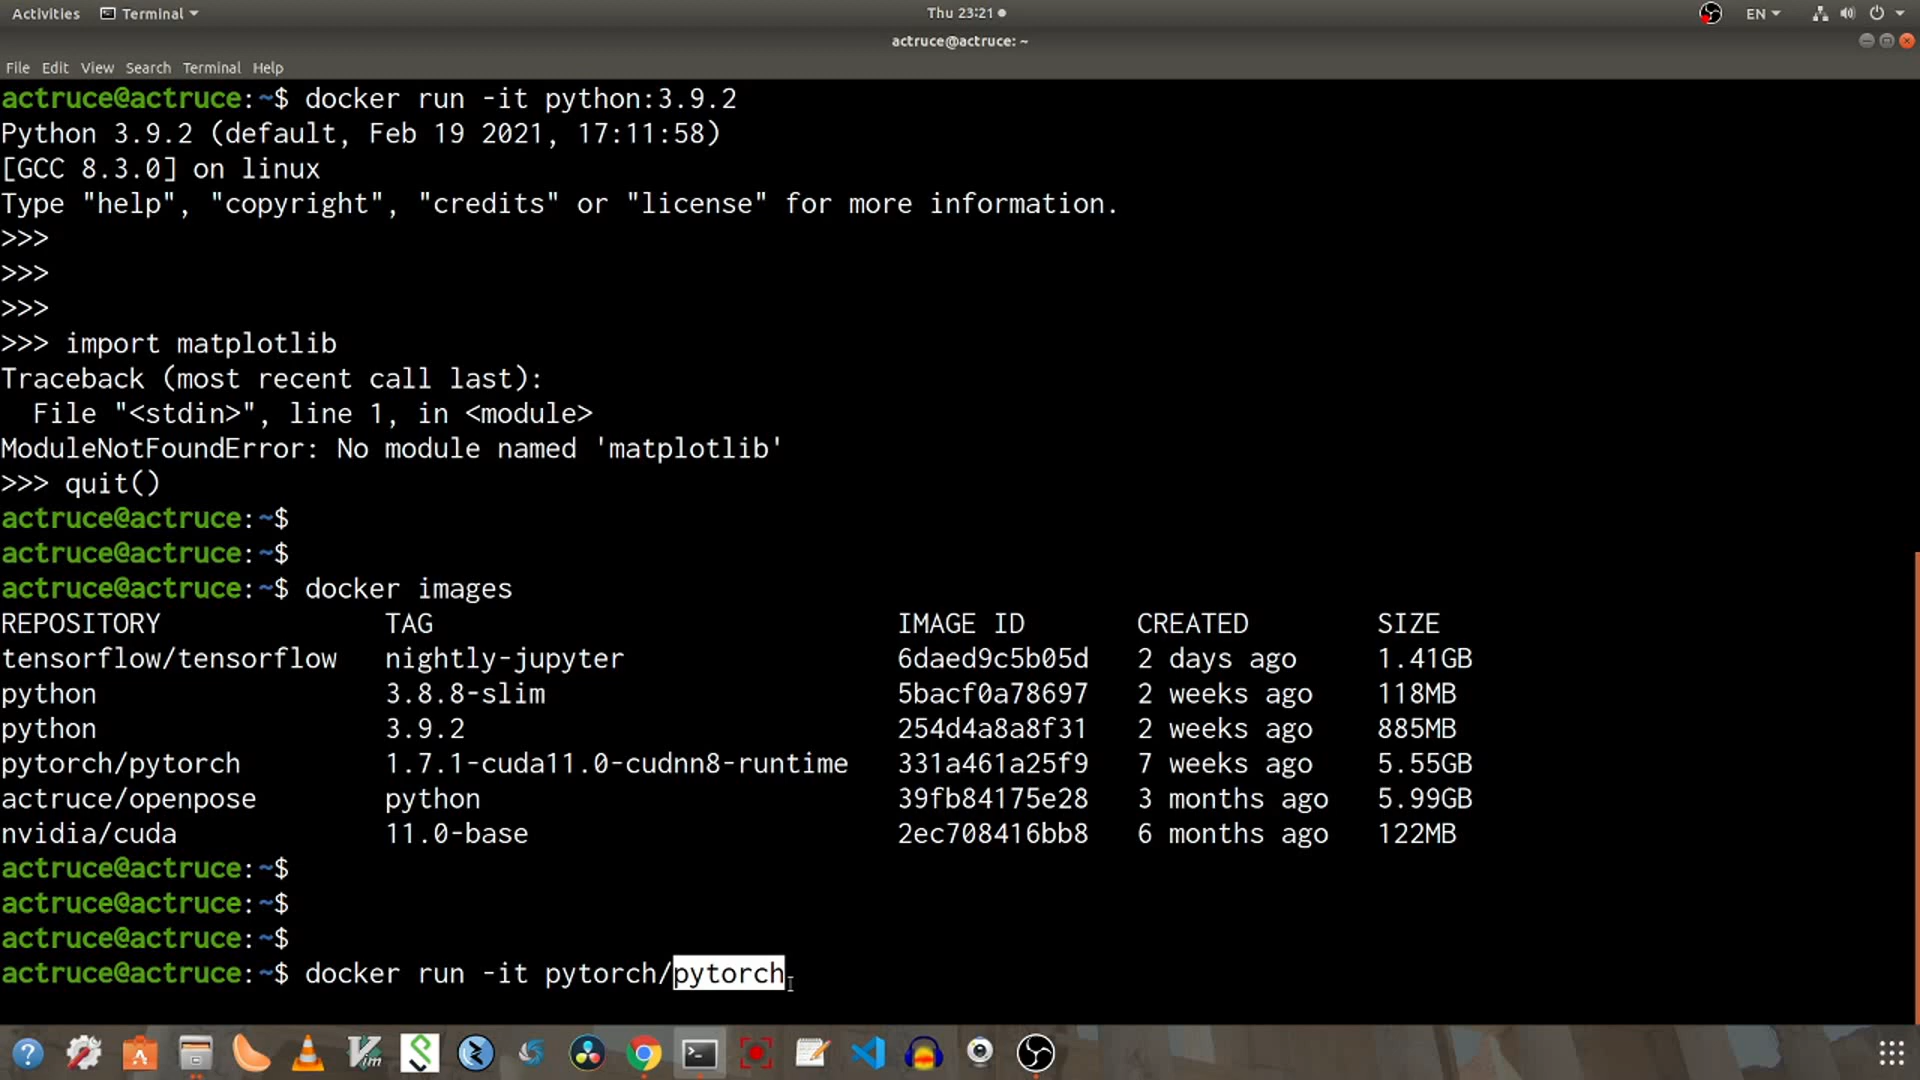 Activities Terminal Thu 23:21 EN
actruce@actruce: ~
File Edit View Search Terminal Help
actruce@actruce:~$ docker run -it python:3.9.2
Python 3.9.2 (default, Feb 19 2021, 17:11:58)
[GCC 8.3.0] on linux
Type "help", "copyright", "credits" or "license" for more information.
>>>
>>>
>>>
>>> import matplotlib
Traceback (most recent call last):
  File "<stdin>", line 1, in <module>
ModuleNotFoundError: No module named 'matplotlib'
>>> quit()
actruce@actruce:~$
actruce@actruce:~$
actruce@actruce:~$ docker images
REPOSITORY TAG IMAGE ID CREATED SIZE
tensorflow/tensorflow nightly-jupyter 6daed9c5b05d 2 days ago 1.41GB
python 3.8.8-slim 5bacf0a78697 2 weeks ago 118MB
python 3.9.2 254d4a8a8f31 2 weeks ago 885MB
pytorch/pytorch 1.7.1-cuda11.0-cudnn8-runtime 331a461a25f9 7 weeks ago 5.55GB
actruce/openpose python 39fb84175e28 3 months ago 5.99GB
nvidia/cuda 11.0-base 2ec708416bb8 6 months ago 122MB
actruce@actruce:~$
actruce@actruce:~$
actruce@actruce:~$
actruce@actruce:~$ docker run -it pytorch/pytorch